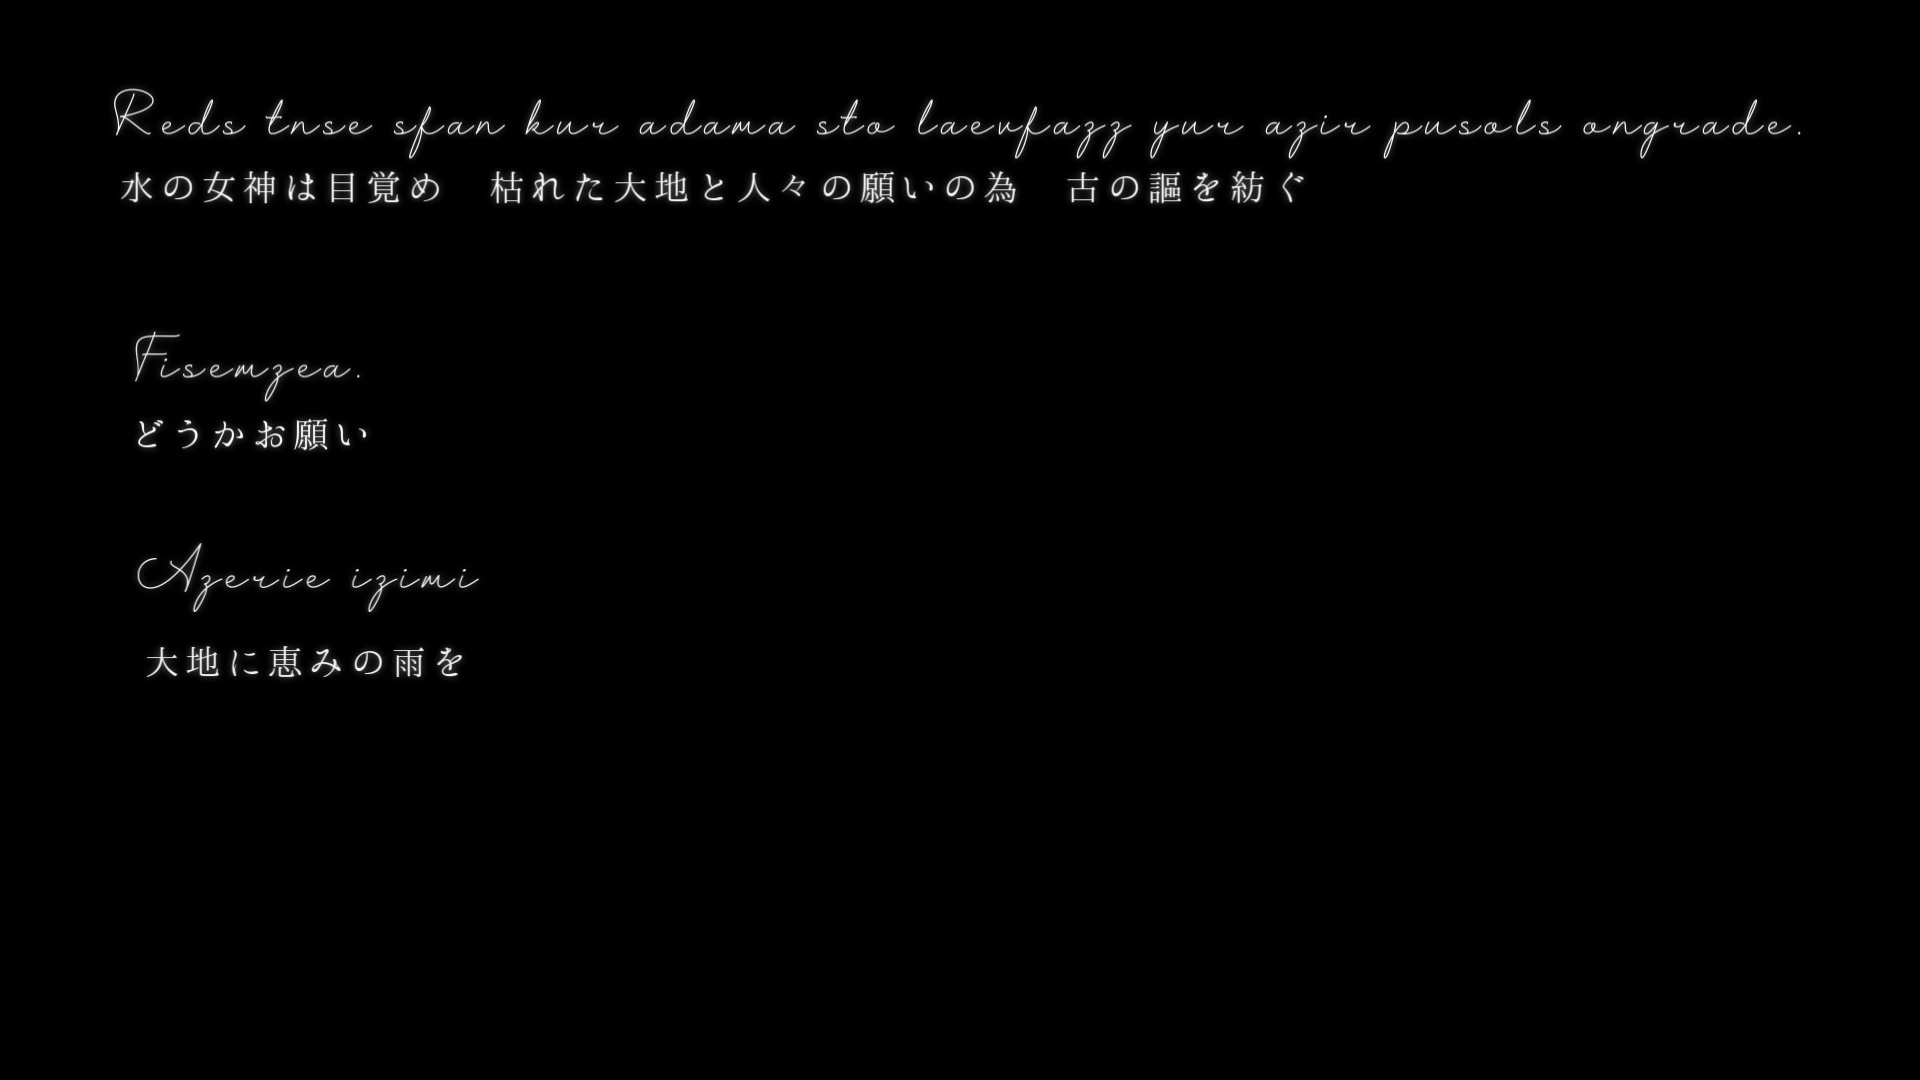 Reds tnse sfan kur adama sto laevfazz yur azir pusols ongrade.
水の女神は目覚め　枯れた大地と人々の願いの為　古の謳を紡ぐ
Fisemzea.
どうかお願い
Azerie izimi
大地に恵みの雨を